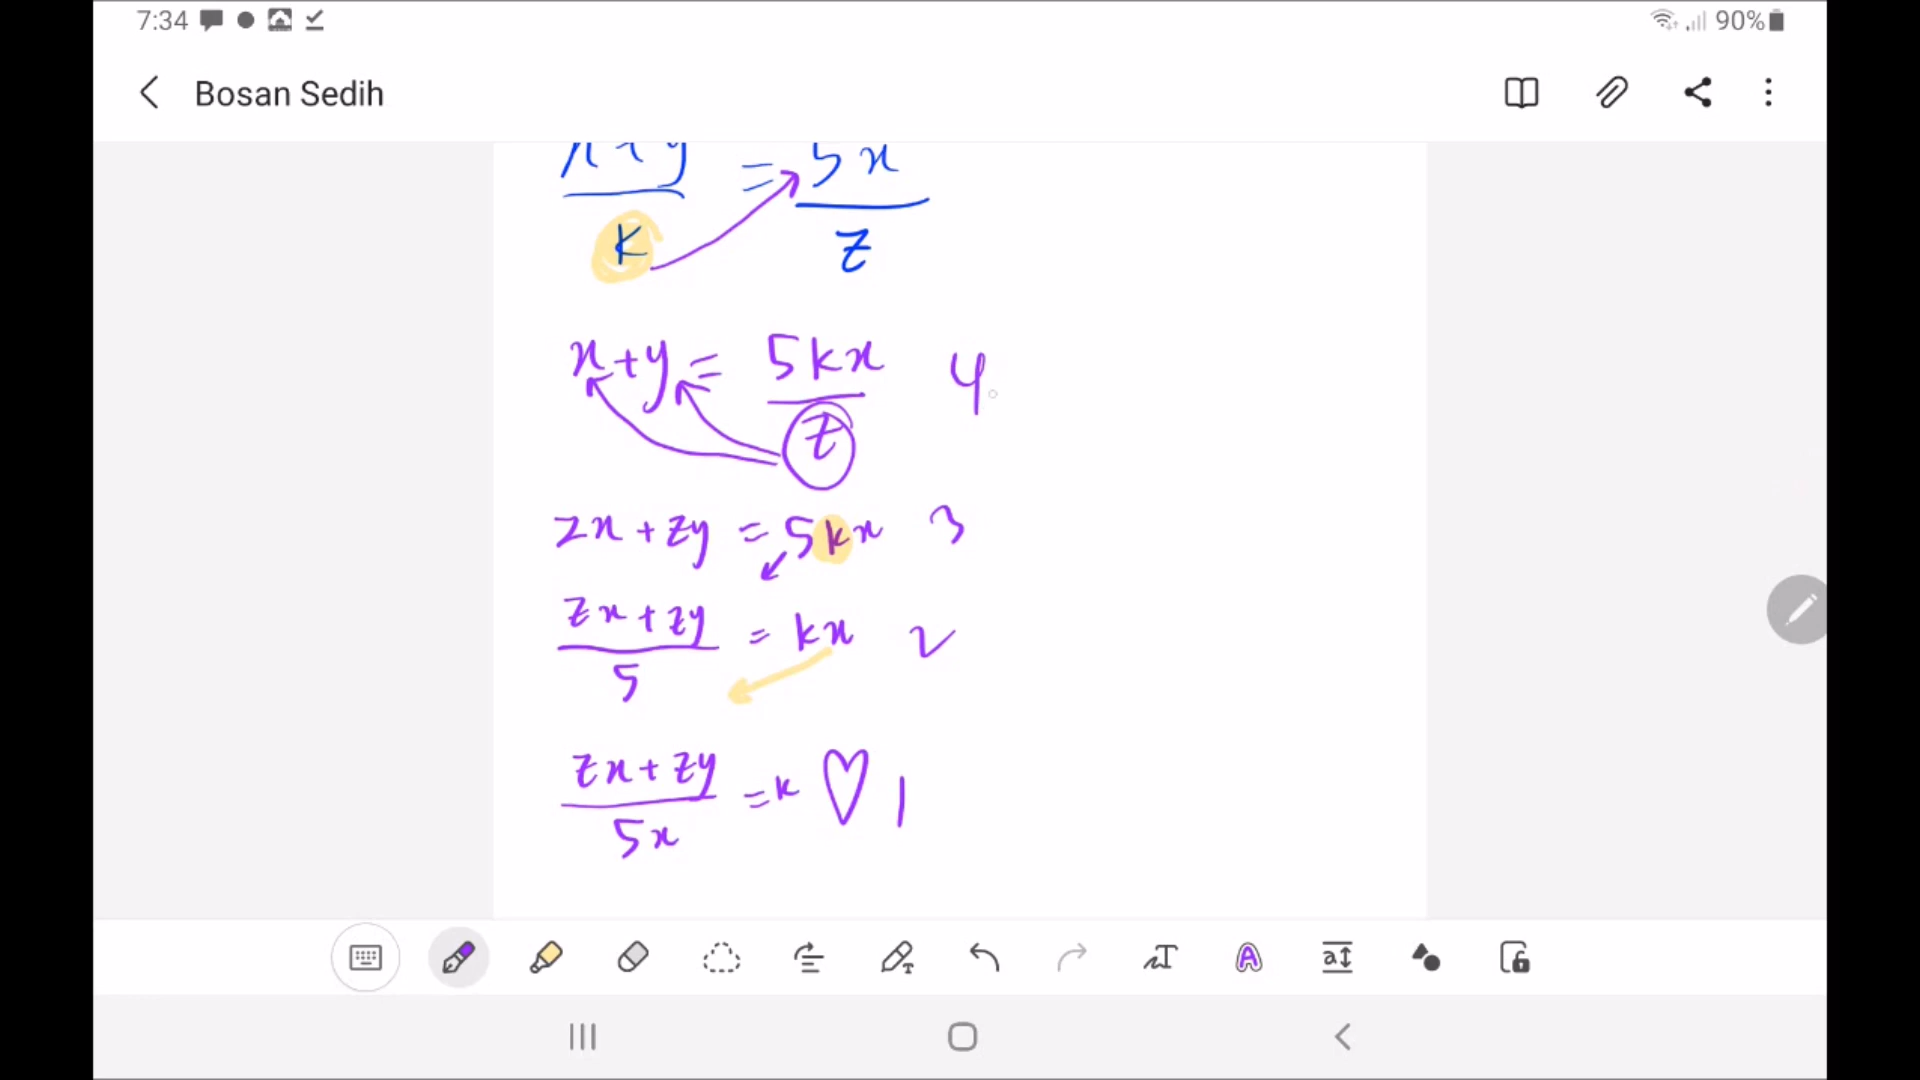 7:34 90%
Bosan Sedih
x+y = 5x
k z
x+y = 5kx 4
z
zx + zy = 5kx 3
zx + zy = kx 2
5
zx + zy = k ♡ 1
5x
T A a